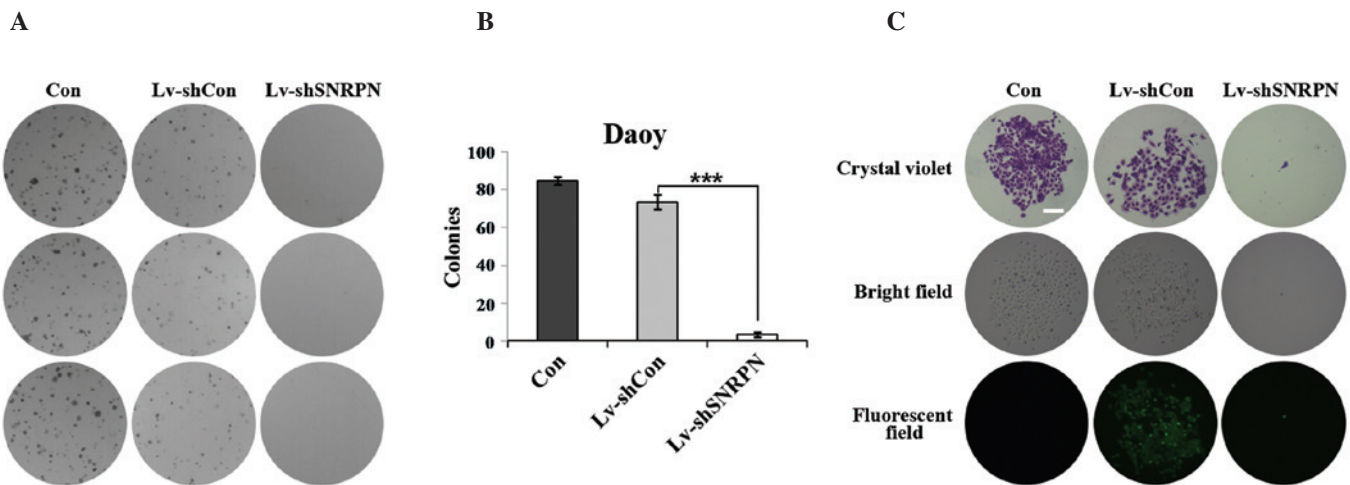 A
B
C
Con Lv-shCon Lv-shSNRPN
Daoy
100
80
60
40
20
0
Colonies
***
Con
Lv-shCon
Lv-shSNRPN
Con Lv-shCon Lv-shSNRPN
Crystal violet
Bright field
Fluorescent
field